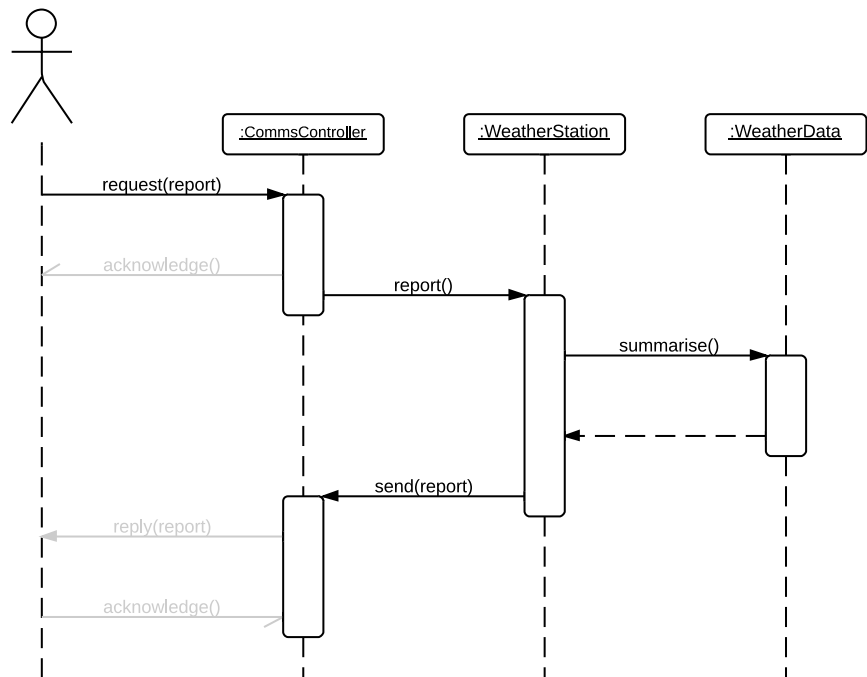 :CommsController
:WeatherStation
:WeatherData
request(report)
acknowledge()
report()
summarise()
send(report)
reply(report)
acknowledge()